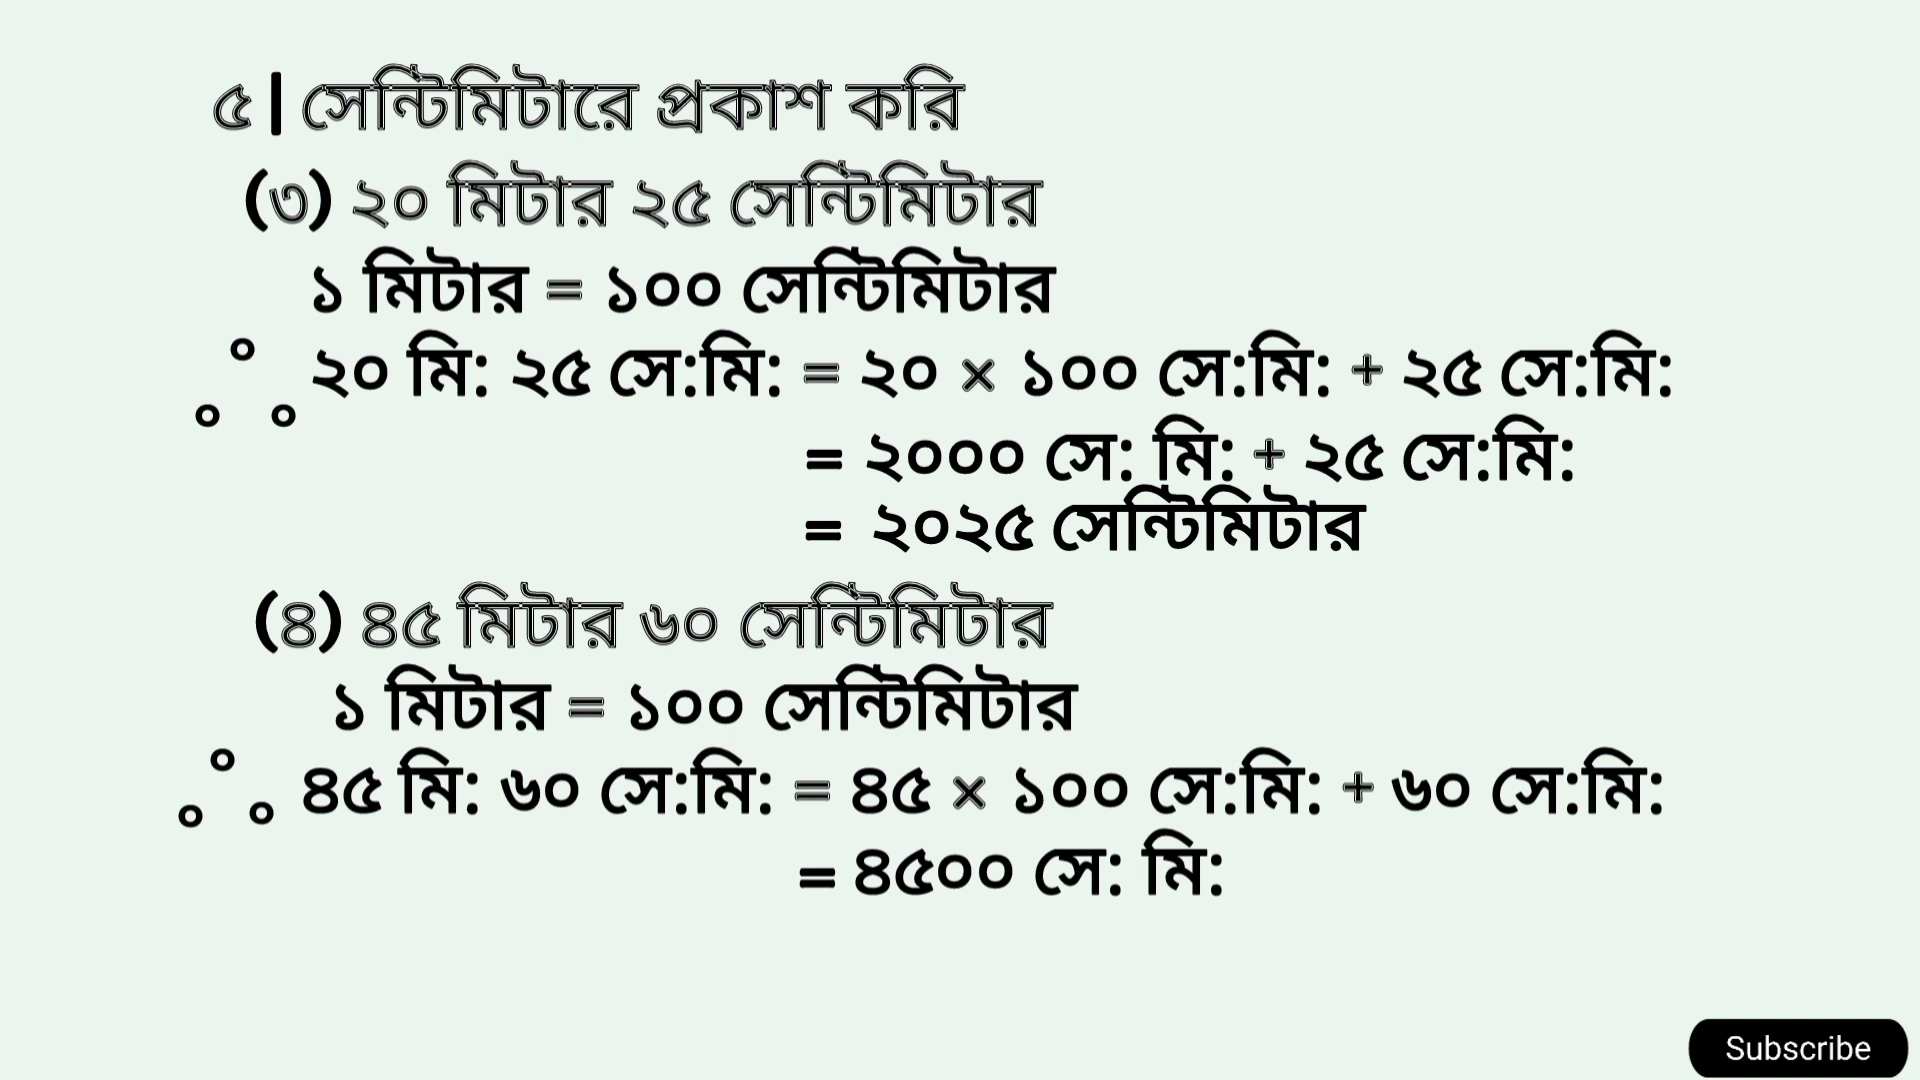 ৫ | সেন্টিমিটারে প্রকাশ করি
(৩) ২০ মিটার ২৫ সেন্টিমিটার
১ মিটার = ১০০ সেন্টিমিটার
∴ ২০ মি: ২৫ সে:মি: = ২০ × ১০০ সে:মি: + ২৫ সে:মি:
= ২০০০ সে: মি: + ২৫ সে:মি:
= ২০২৫ সেন্টিমিটার
(৪) ৪৫ মিটার ৬০ সেন্টিমিটার
১ মিটার = ১০০ সেন্টিমিটার
∴ ৪৫ মি: ৬০ সে:মি: = ৪৫ × ১০০ সে:মি: + ৬০ সে:মি:
= ৪৫০০ সে: মি:
Subscribe